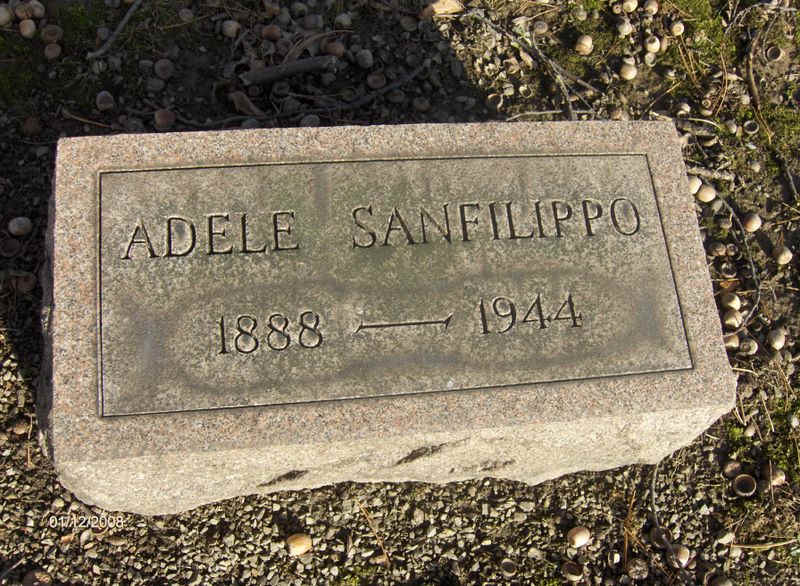 ADELE SANFILIPPO
1888 — 1944
01/12/2008